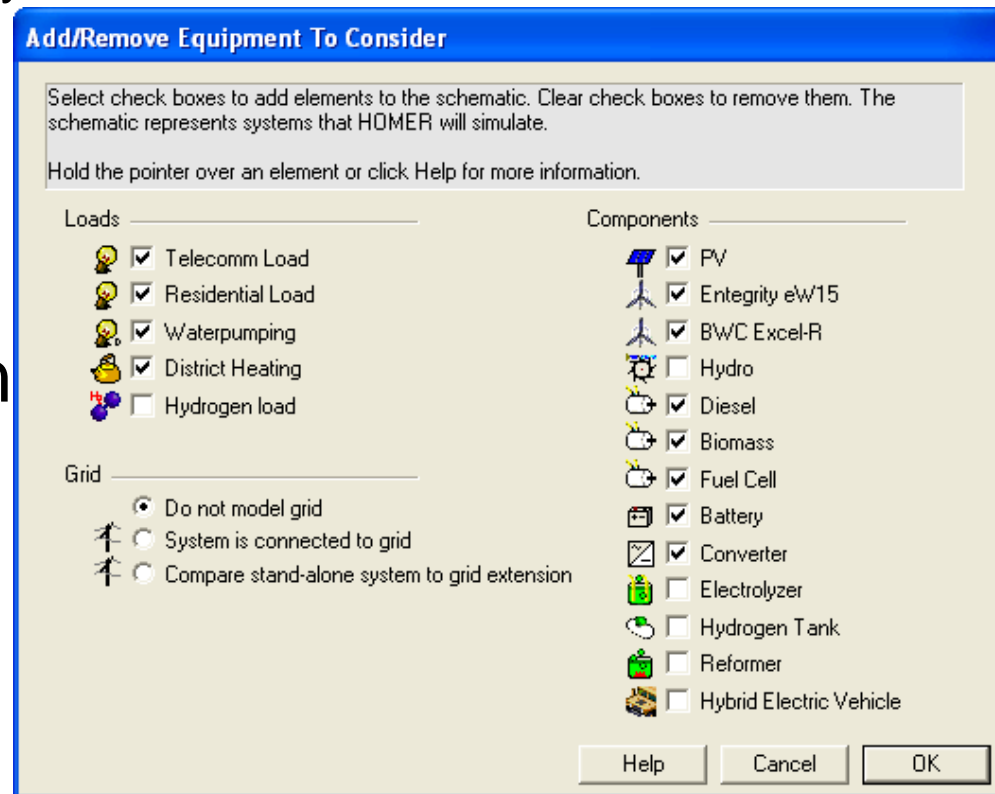 y
Add/Remove Equipment To Consider
Select check boxes to add elements to the schematic. Clear check boxes to remove them. The
schematic represents systems that HOMER will simulate.
Hold the pointer over an element or click Help for more information.
Loads
Telecomm Load
Residential Load
Waterpumping
District Heating
Hydrogen load
Grid
Do not model grid
System is connected to grid
Compare stand-alone system to grid extension
Components
PV
Entegrity eW15
BWC Excel-R
Hydro
Diesel
Biomass
Fuel Cell
Battery
Converter
Electrolyzer
Hydrogen Tank
Reformer
Hybrid Electric Vehicle
Help Cancel OK